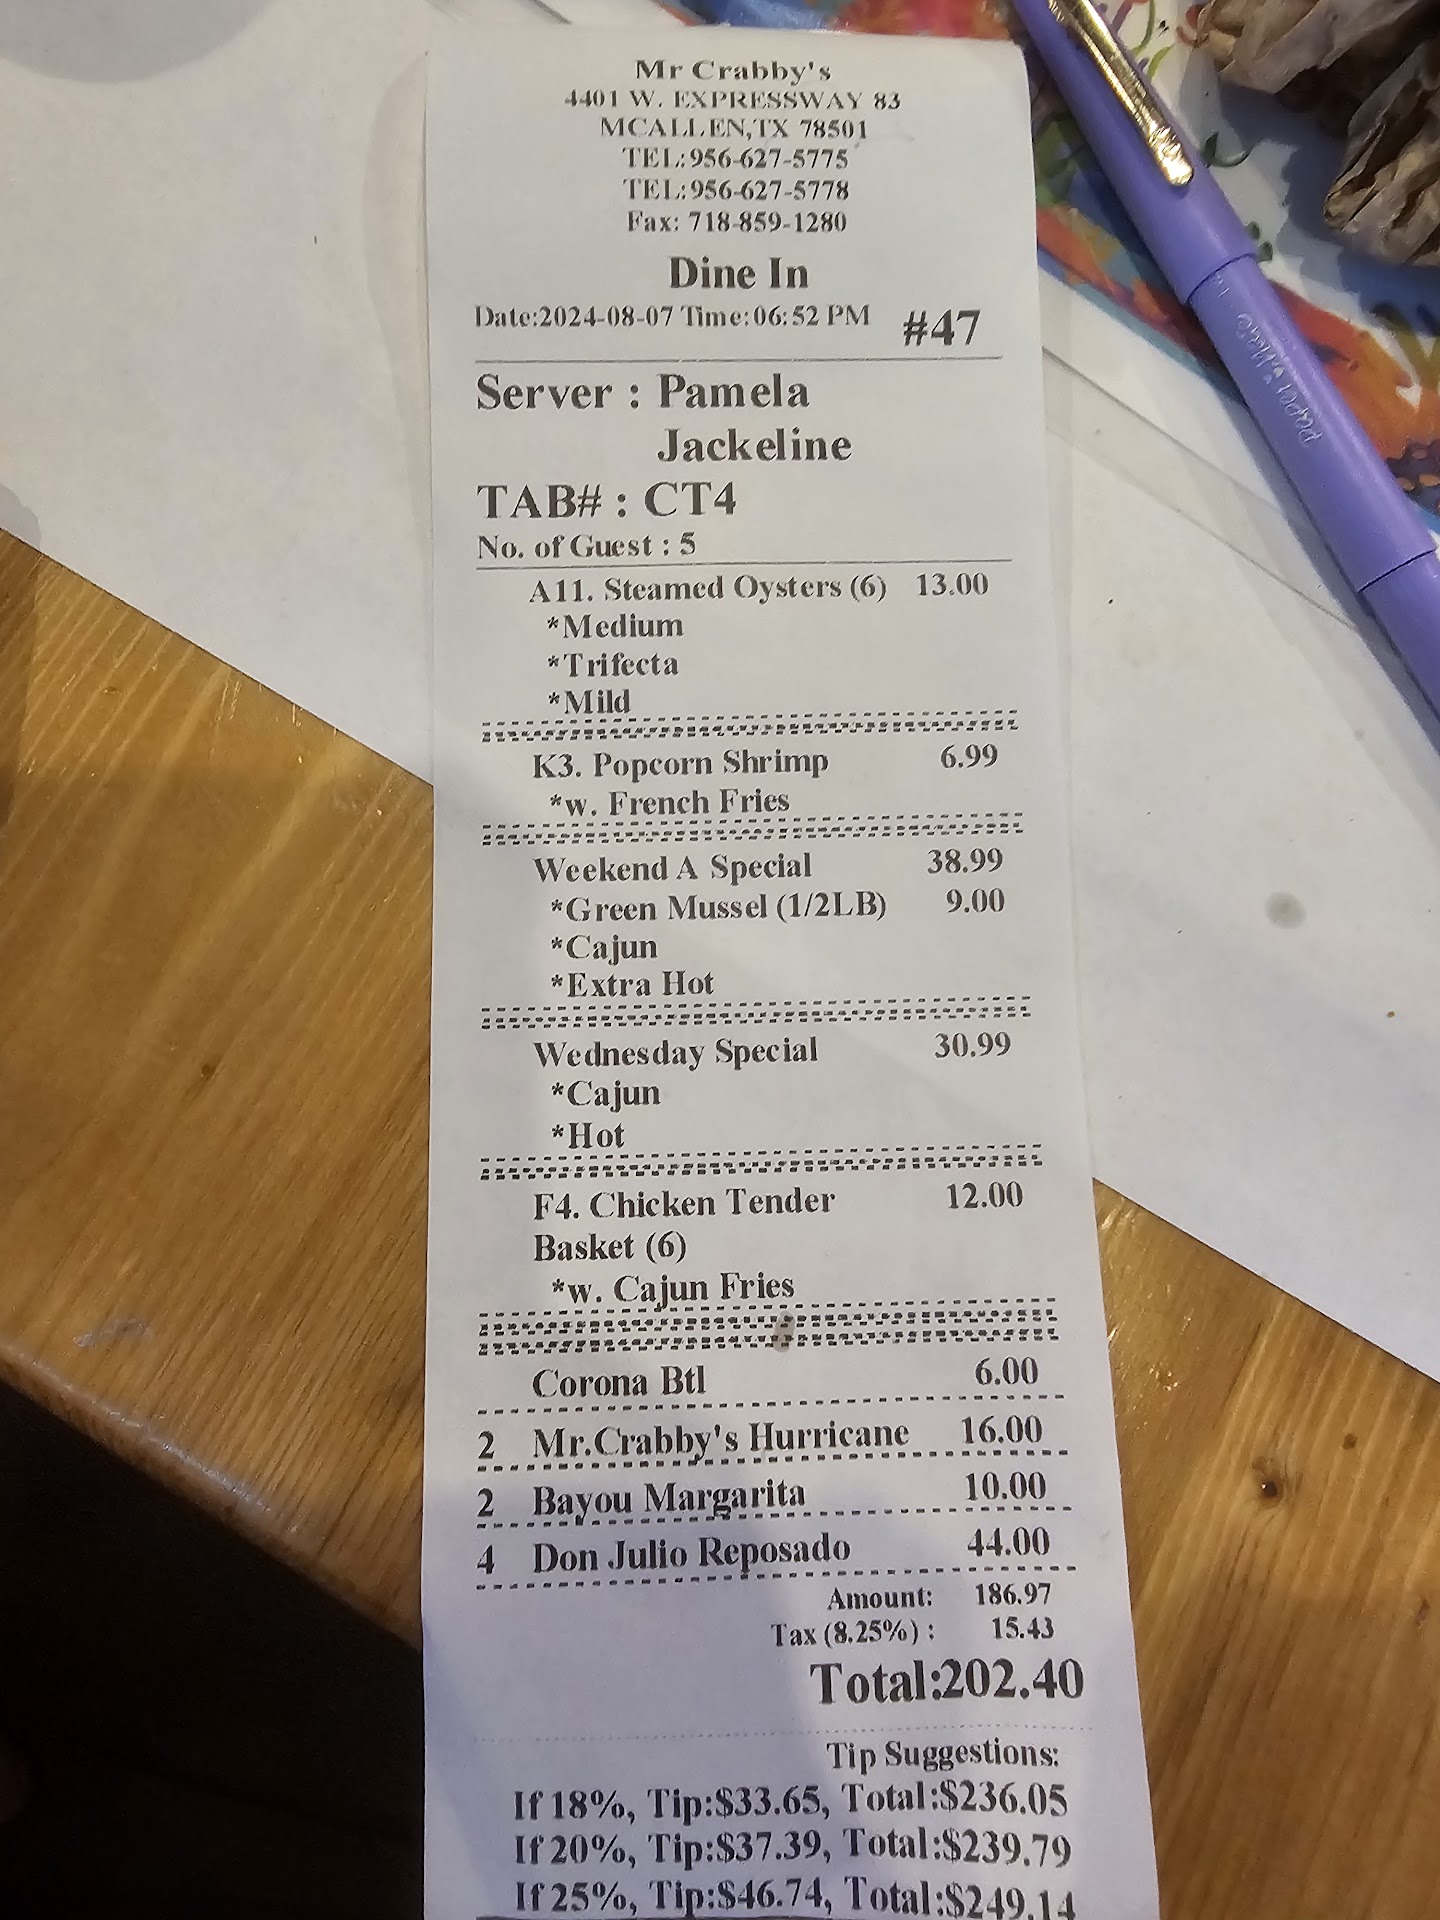 Mr Crabby's
4401 W. EXPRESSWAY 83
MCALLEN,TX 78501
TEL:956-627-5775
TEL:956-627-5778
Fax: 718-859-1280
Dine In
Date:2024-08-07 Time:06:52 PM #47
Server : Pamela
Jackeline
TAB# : CT4
No. of Guest : 5
A11. Steamed Oysters (6) 13.00
*Medium
*Trifecta
*Mild
K3. Popcorn Shrimp 6.99
*w. French Fries
Weekend A Special 38.99
*Green Mussel (1/2LB) 9.00
*Cajun
*Extra Hot
Wednesday Special 30.99
*Cajun
*Hot
F4. Chicken Tender 12.00
Basket (6)
*w. Cajun Fries
Corona Btl 6.00
2 Mr.Crabby's Hurricane 16.00
2 Bayou Margarita 10.00
4 Don Julio Reposado 44.00
Amount: 186.97
Tax (8.25%) : 15.43
Total:202.40
Tip Suggestions:
If 18%, Tip:$33.65, Total:$236.05
If 20%, Tip:$37.39, Total:$239.79
If 25%, Tip:$46.74, Total:$249.14
papermate